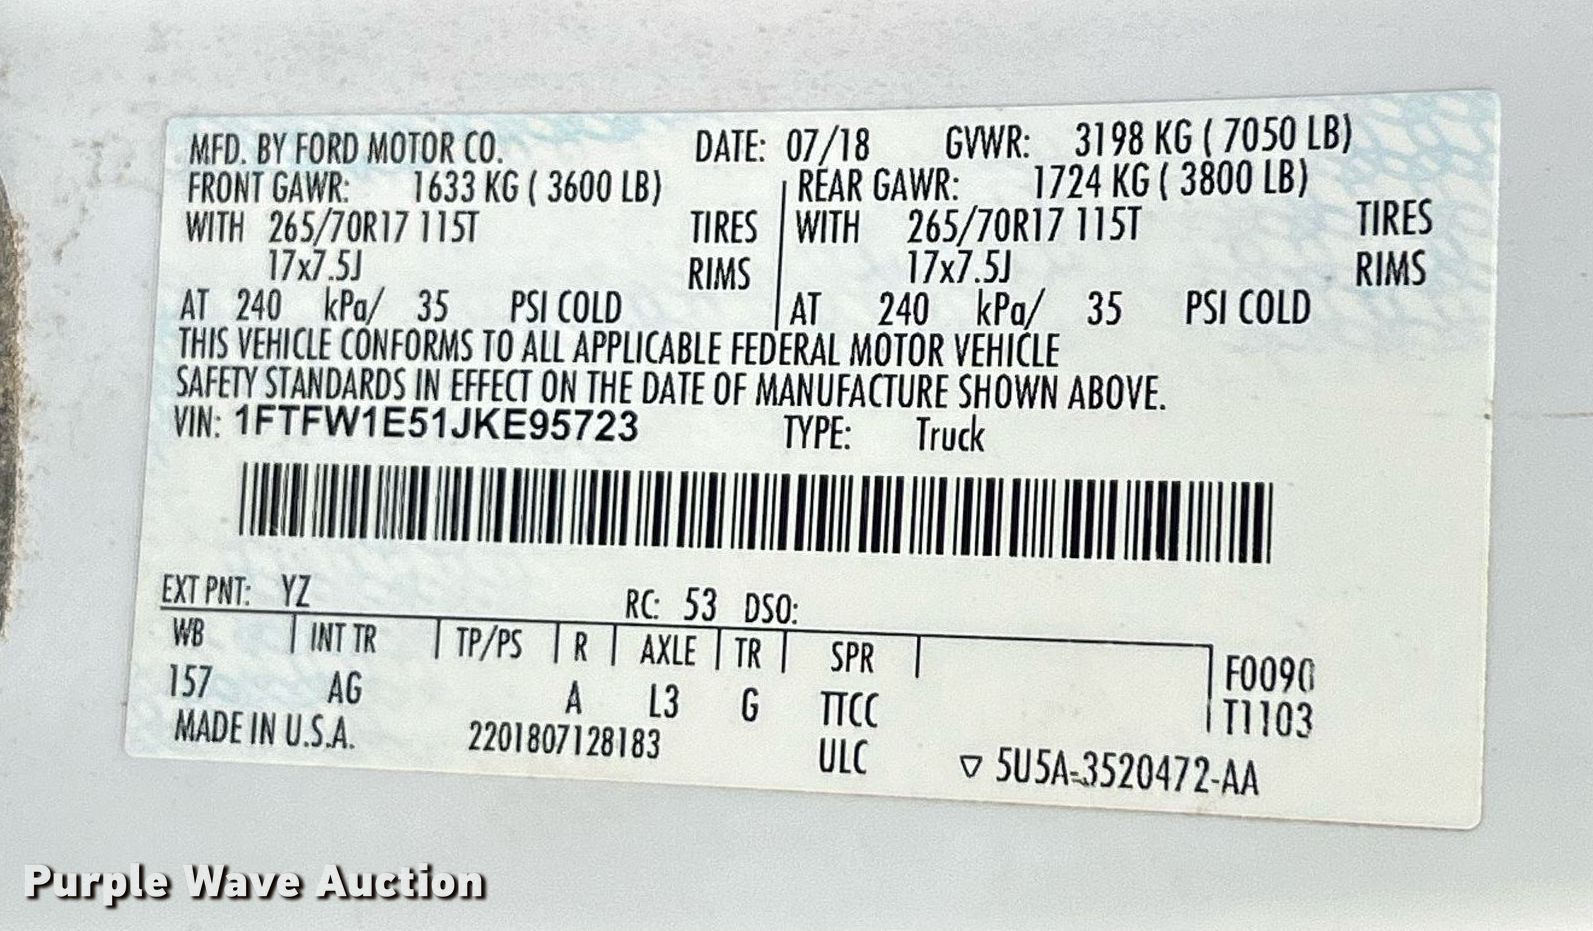 MFD. BY FORD MOTOR CO. DATE: 07/18 GVWR: 3198 KG ( 7050 LB)
FRONT GAWR: 1633 KG ( 3600 LB) REAR GAWR: 1724 KG ( 3800 LB)
WITH 265/70R17 115T TIRES WITH 265/70R17 115T TIRES
17x7.5J RIMS 17x7.5J RIMS
AT 240 kPa/ 35 PSI COLD AT 240 kPa/ 35 PSI COLD
THIS VEHICLE CONFORMS TO ALL APPLICABLE FEDERAL MOTOR VEHICLE
SAFETY STANDARDS IN EFFECT ON THE DATE OF MANUFACTURE SHOWN ABOVE.
VIN: 1FTFW1E51JKE95723 TYPE: Truck
EXT PNT: YZ RC: 53 DSO:
WB INT TR TP/PS R AXLE TR SPR F0090
157 AG A L3 G TTCC T1103
MADE IN U.S.A. 2201807128183 ULC ▽ 5U5A-3520472-AA
Purple Wave Auction